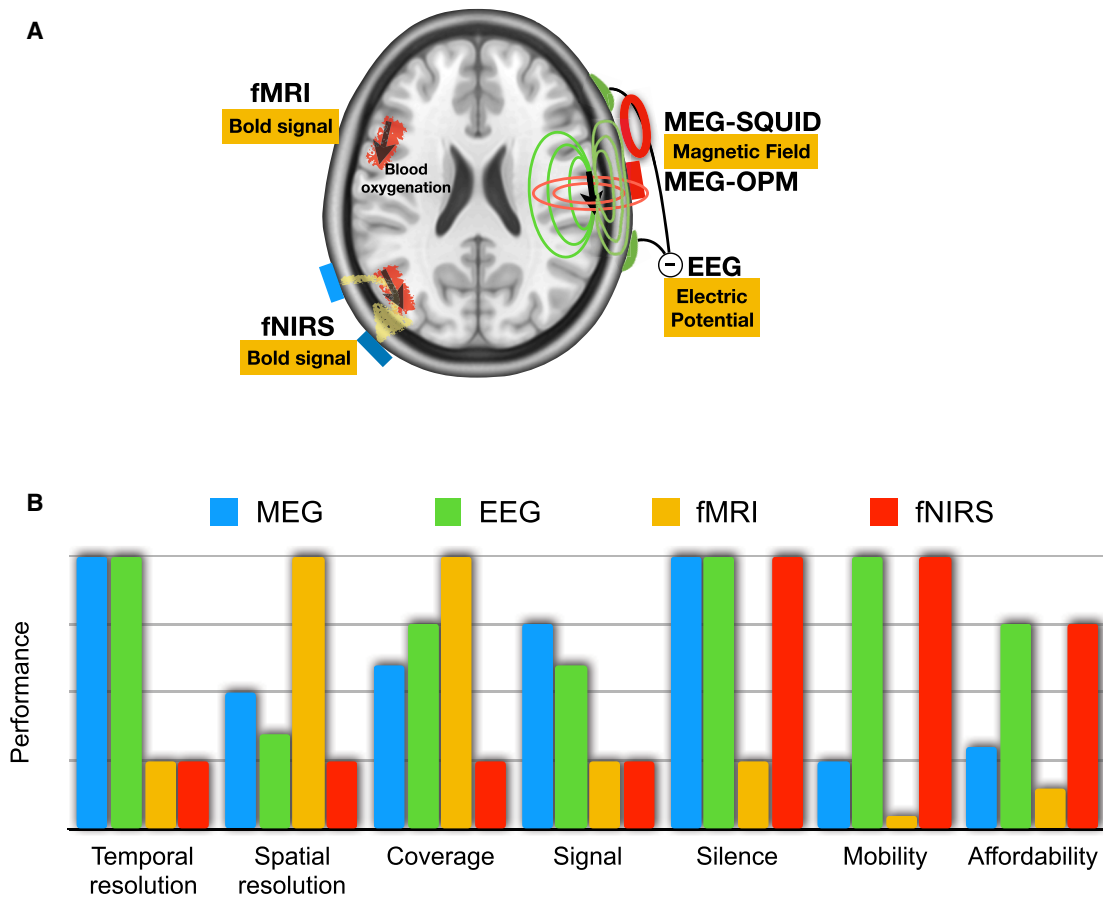 A
fMRI
Bold signal
Blood
oxygenation
MEG-SQUID
Magnetic Field
MEG-OPM
EEG
Electric
Potential
fNIRS
Bold signal
B
MEG
EEG
fMRI
fNIRS
Performance
Temporal
resolution
Spatial
resolution
Coverage
Signal
Silence
Mobility
Affordability